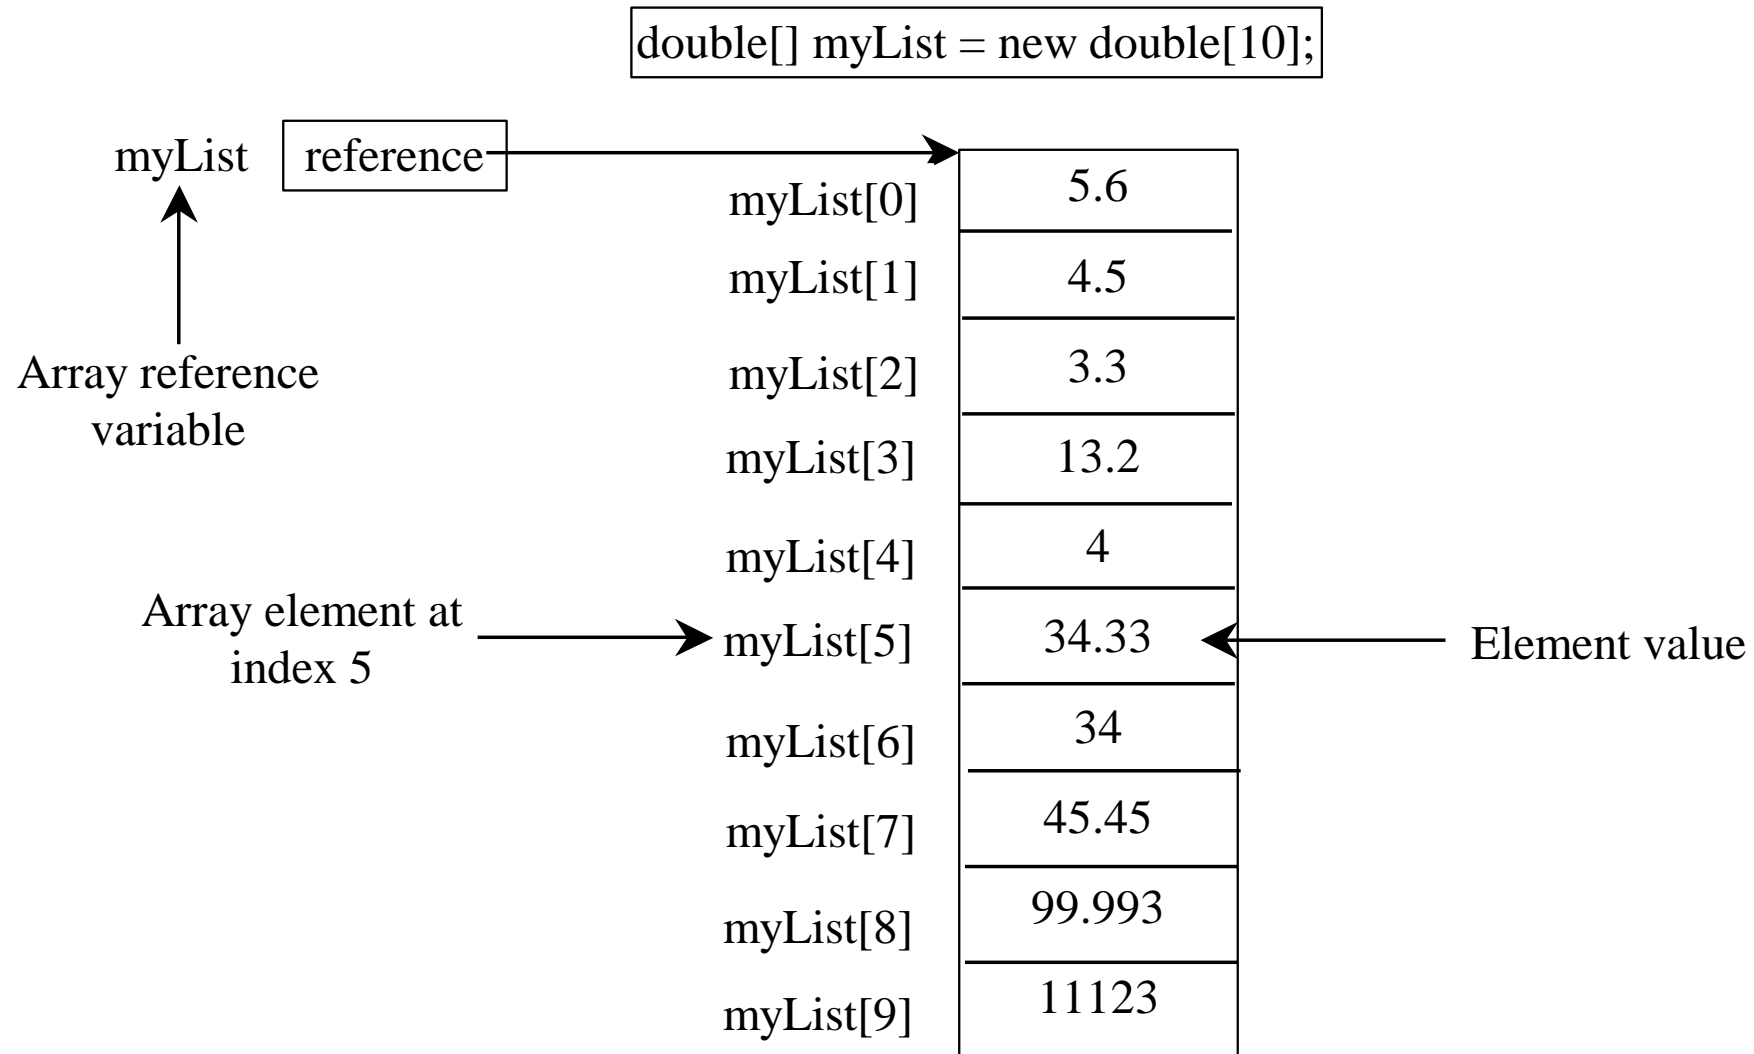 double[] myList = new double[10];
myList reference
myList[0] 5.6
myList[1] 4.5
Array reference
variable
myList[2] 3.3
myList[3] 13.2
myList[4] 4
Array element at
index 5
myList[5] 34.33
Element value
myList[6] 34
myList[7] 45.45
myList[8] 99.993
myList[9] 11123